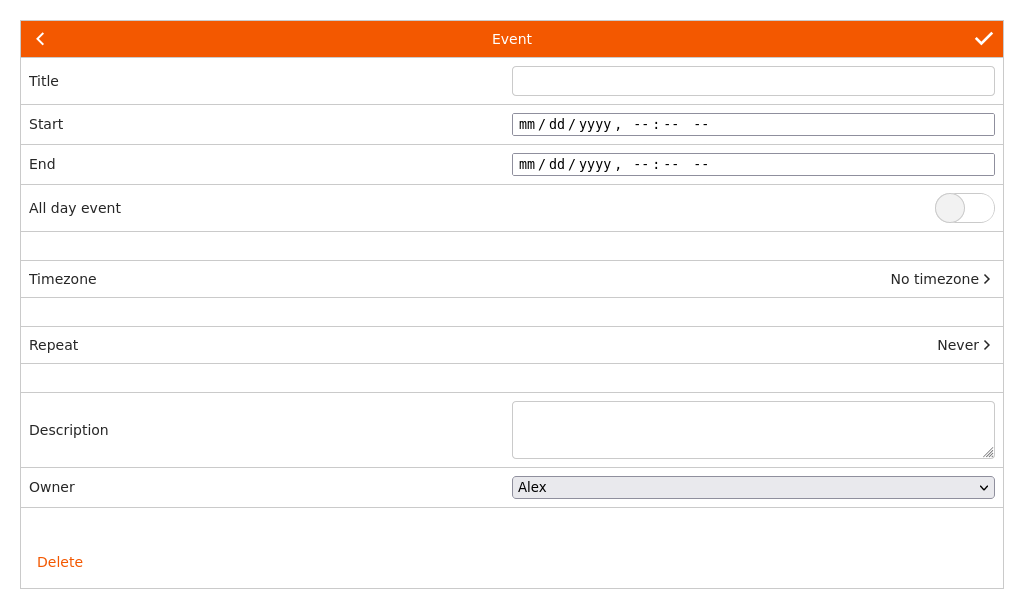 Event
Title
Start mm/dd/yyyy, --:-- --
End mm/dd/yyyy, --:-- --
All day event
Timezone No timezone
Repeat Never
Description
Owner Alex
Delete